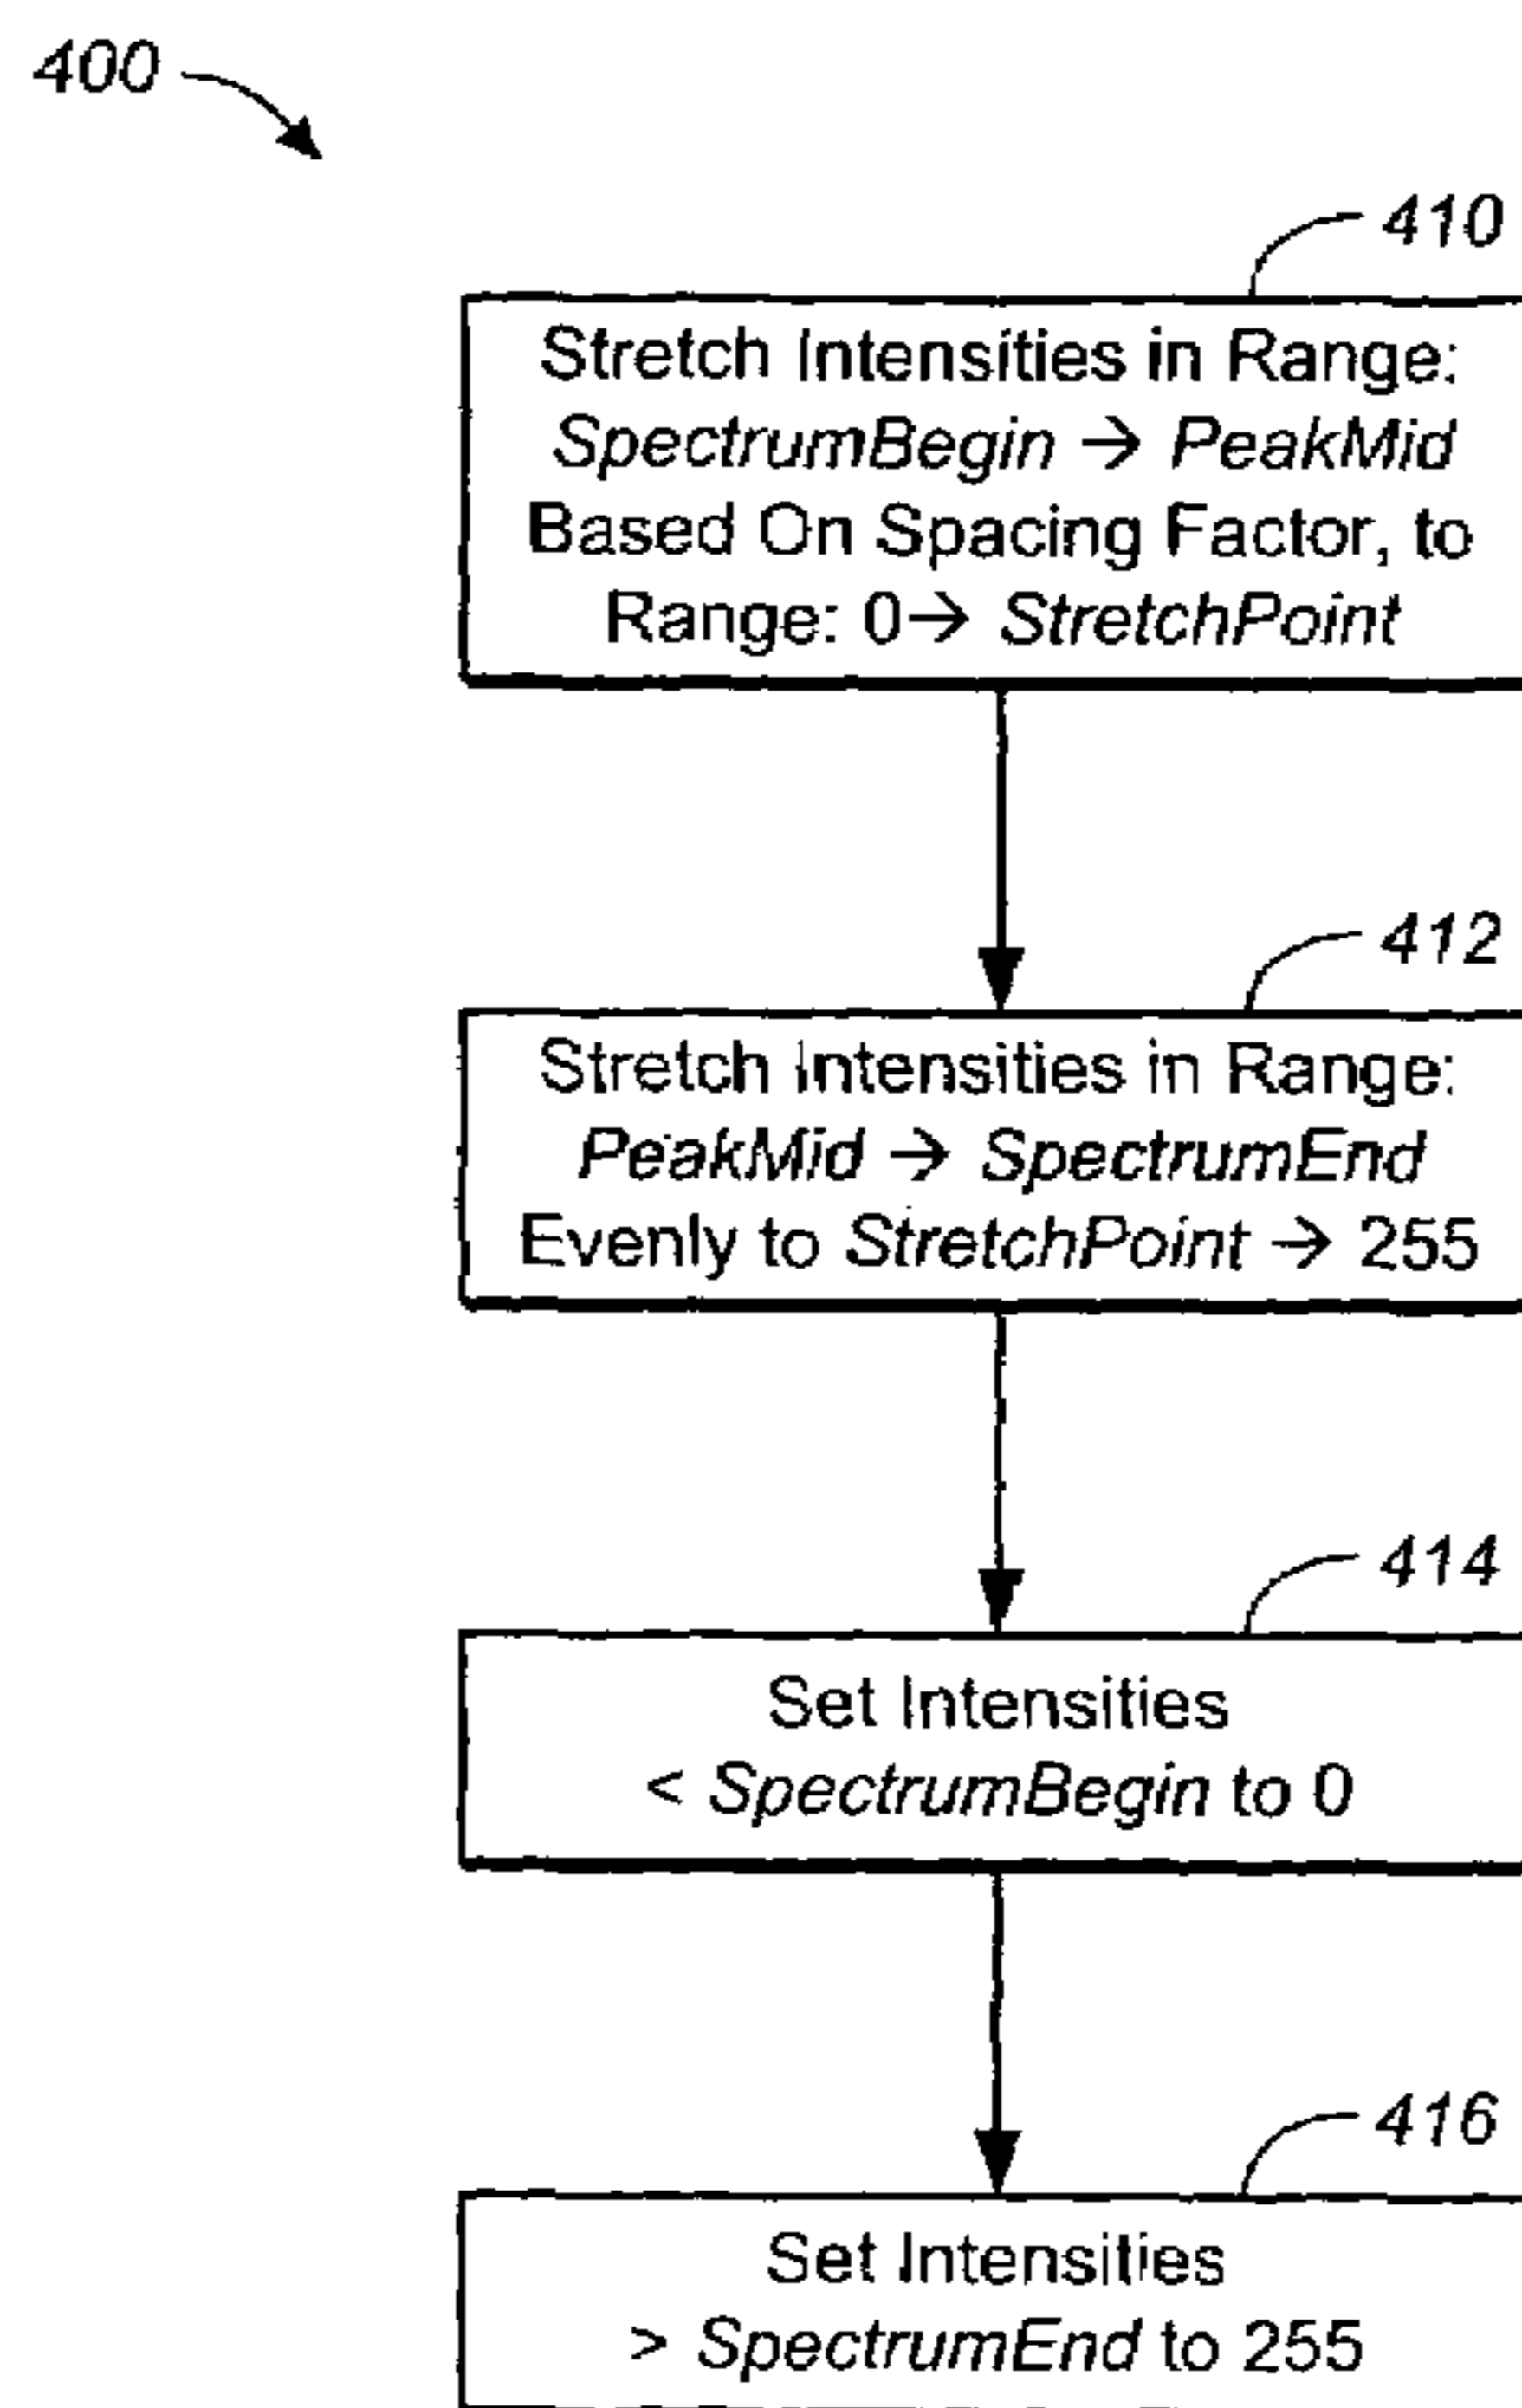 400
410
Stretch Intensities in Range:
SpectrumBegin → PeakMid
Based On Spacing Factor, to
Range: 0→ StretchPoint
412
Stretch Intensities in Range:
PeakMid → SpectrumEnd
Evenly to StretchPoint → 255
414
Set Intensities
< SpectrumBegin to 0
416
Set Intensities
> SpectrumEnd to 255